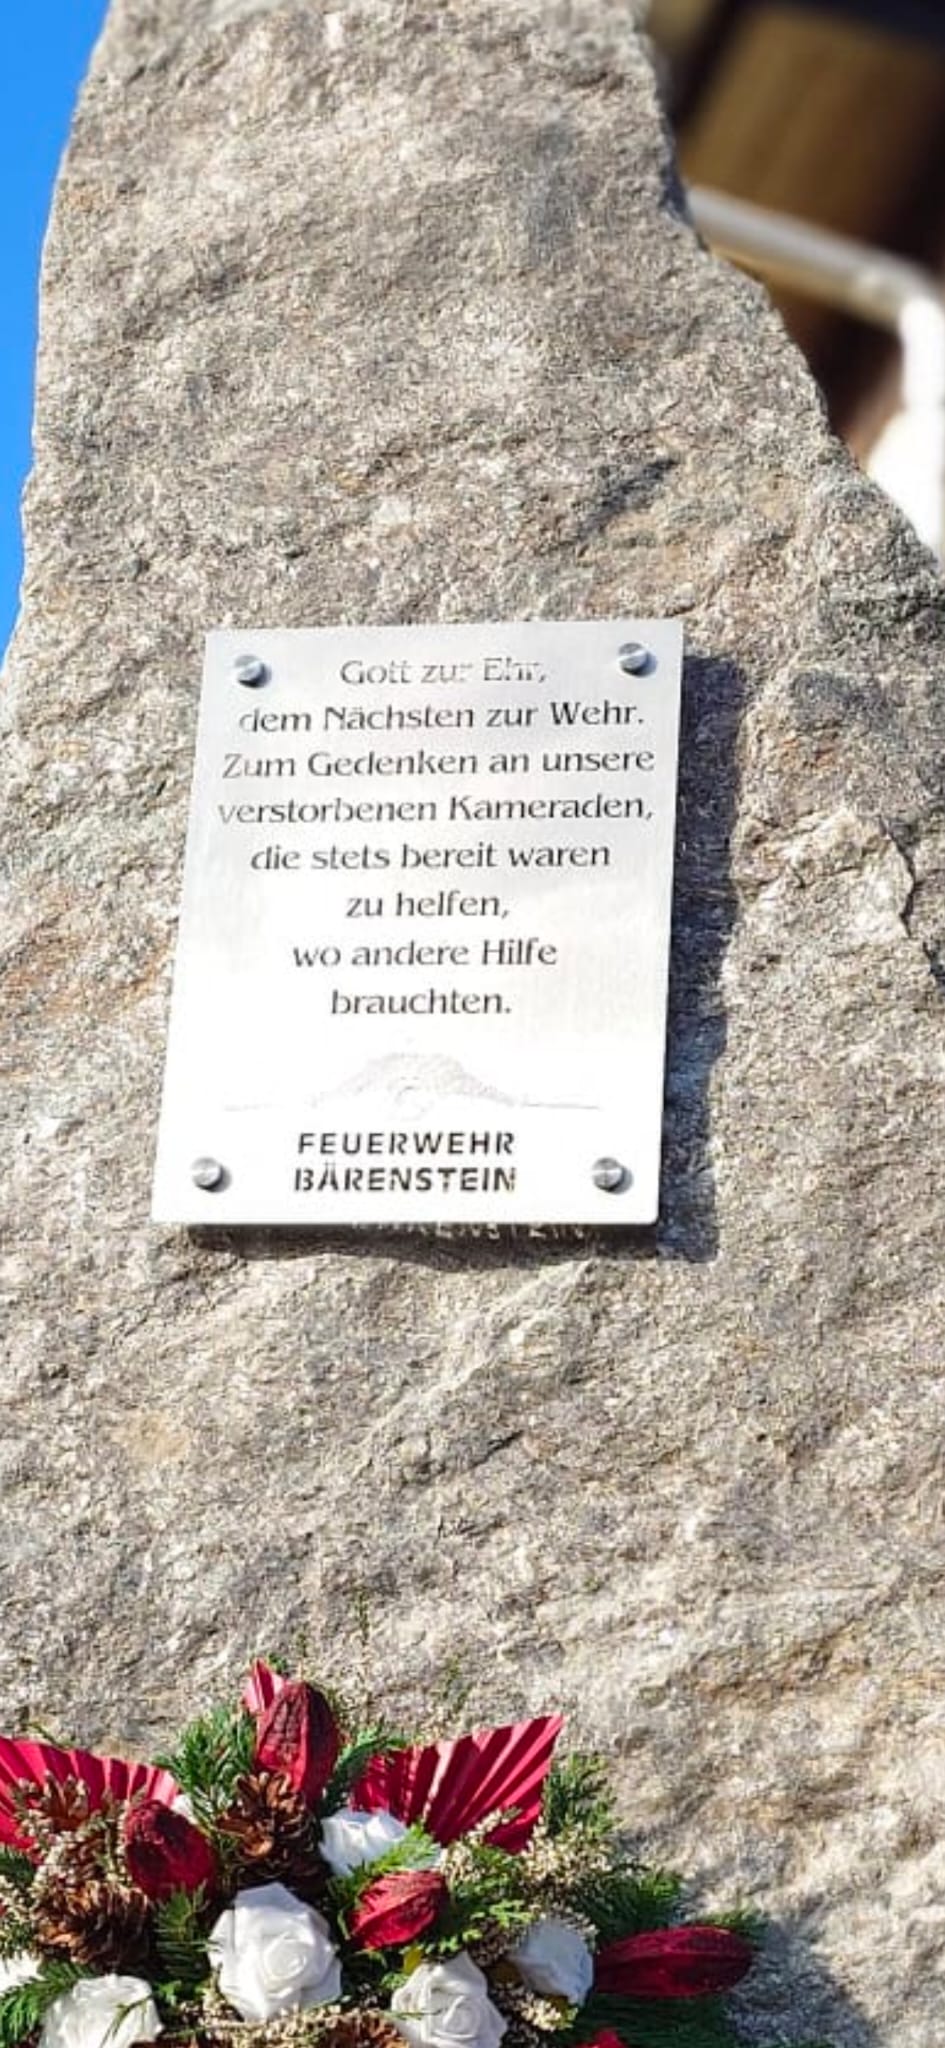 Gott zur Ehr,
dem Nächsten zur Wehr.
Zum Gedenken an unsere
verstorbenen Kameraden,
die stets bereit waren
zu helfen,
wo andere Hilfe
brauchten.
FEUERWEHR
BÄRENSTEIN